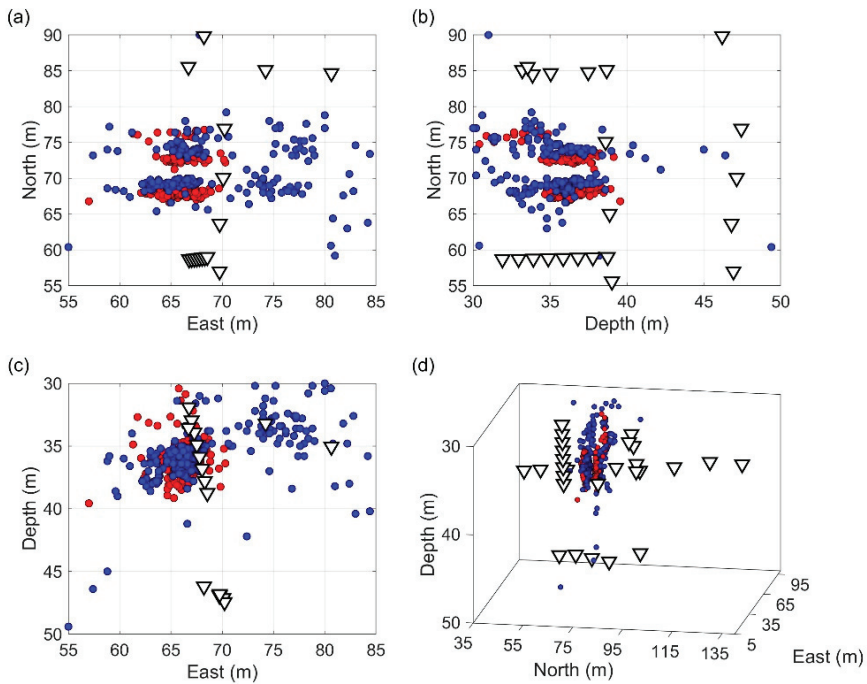 (a)
90
85
80
75
70
65
60
55
North (m)
55 60 65 70 75 80 85
East (m)
(b)
90
85
80
75
70
65
60
55
North (m)
30 35 40 45 50
Depth (m)
(c)
30
35
40
45
50
Depth (m)
55 60 65 70 75 80 85
East (m)
(d)
30
40
50
Depth (m)
35 55 75 95 115 135
North (m)
5 35 65 95
East (m)